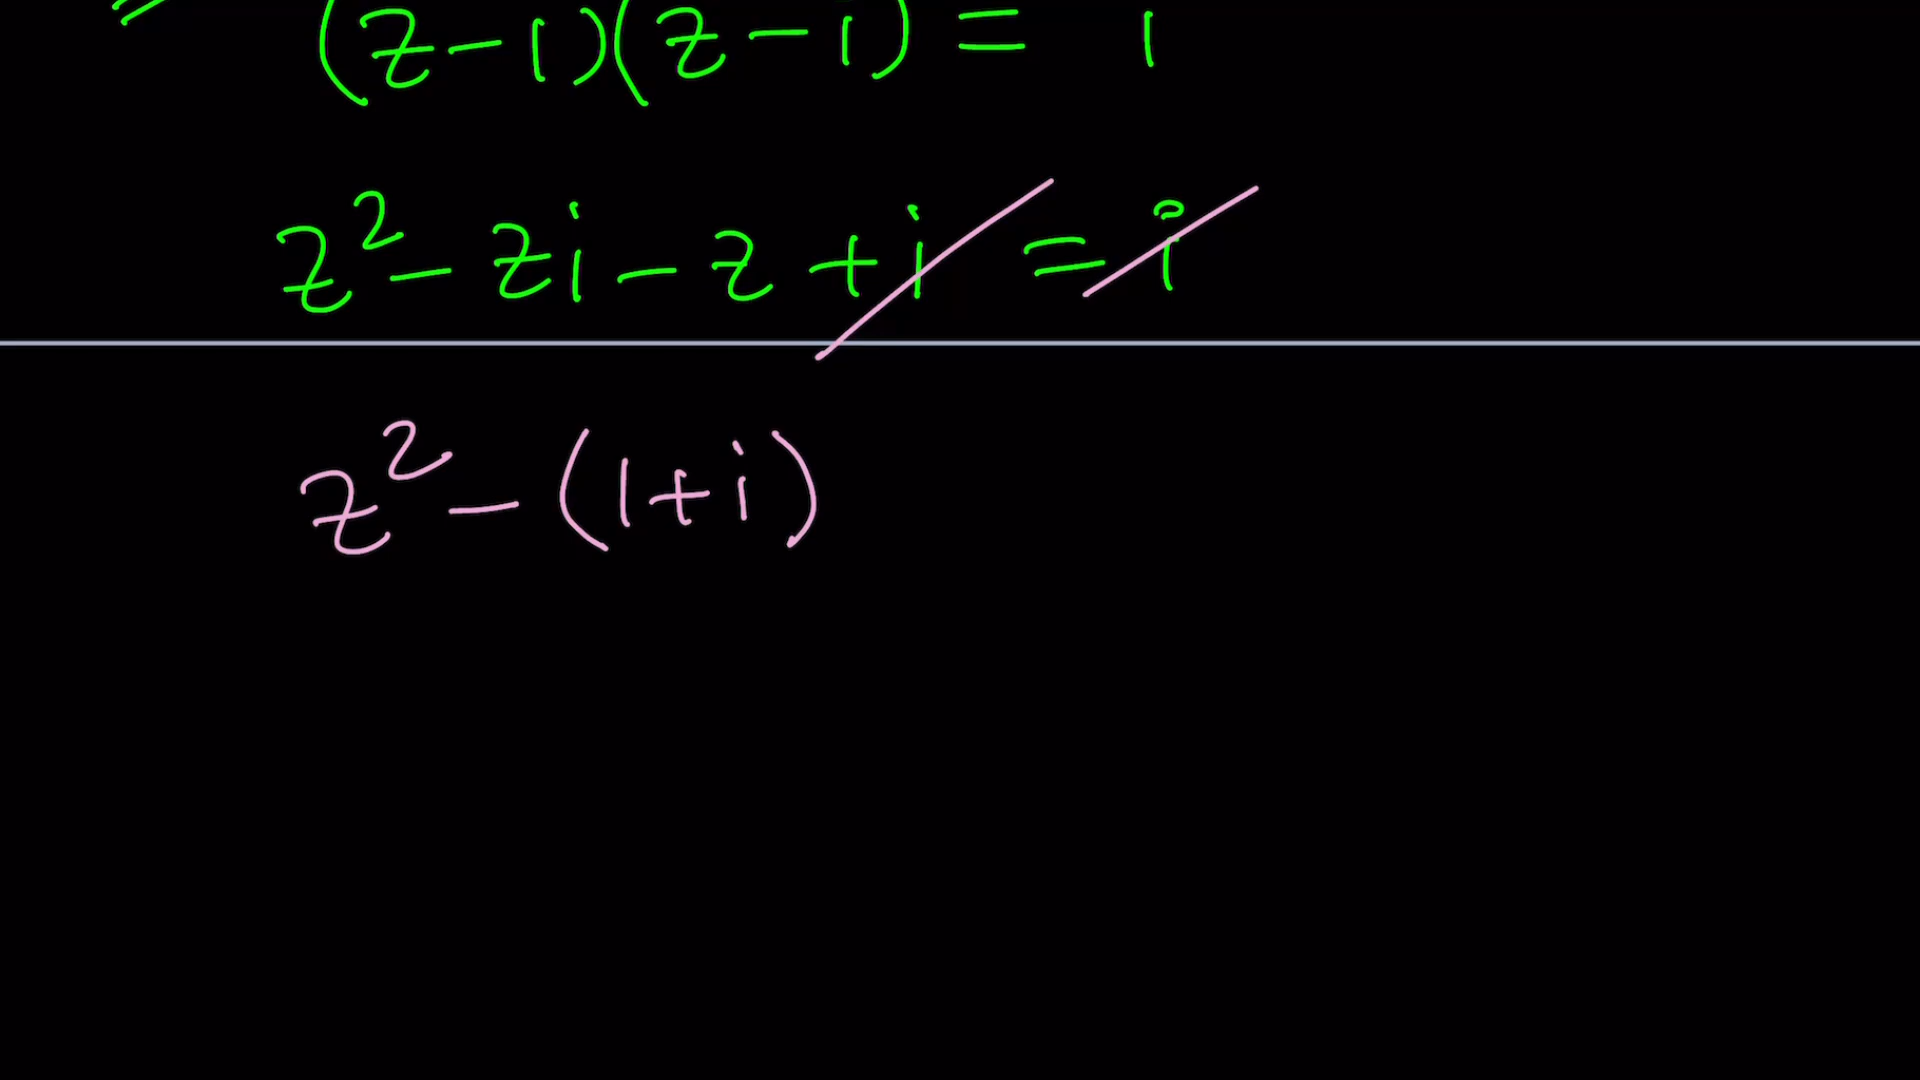 (z-1)(z-i) = i
z² - zi - z + i = i
z² - (1+i)